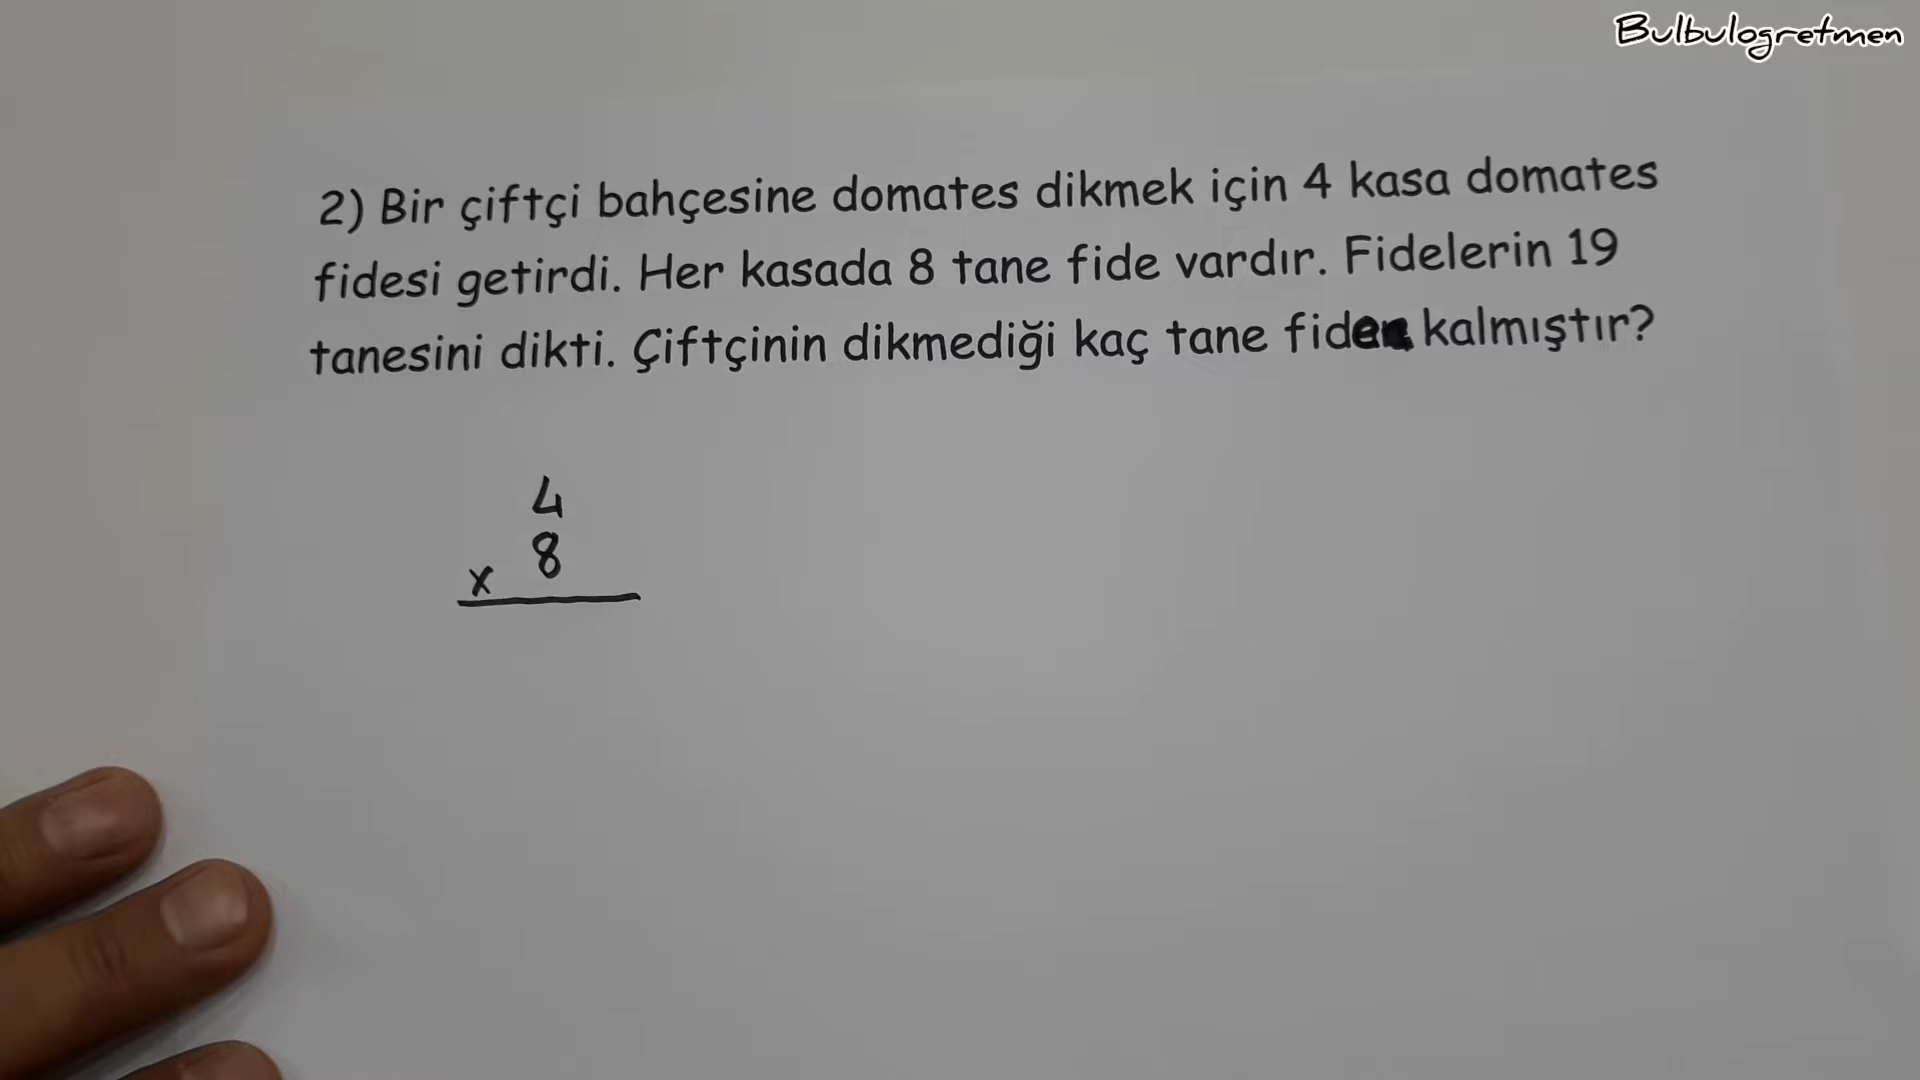 Bulbulogretmen
2) Bir çiftçi bahçesine domates dikmek için 4 kasa domates
fidesi getirdi. Her kasada 8 tane fide vardır. Fidelerin 19
tanesini dikti. Çiftçinin dikmediği kaç tane fide kalmıştır?
4
8
x